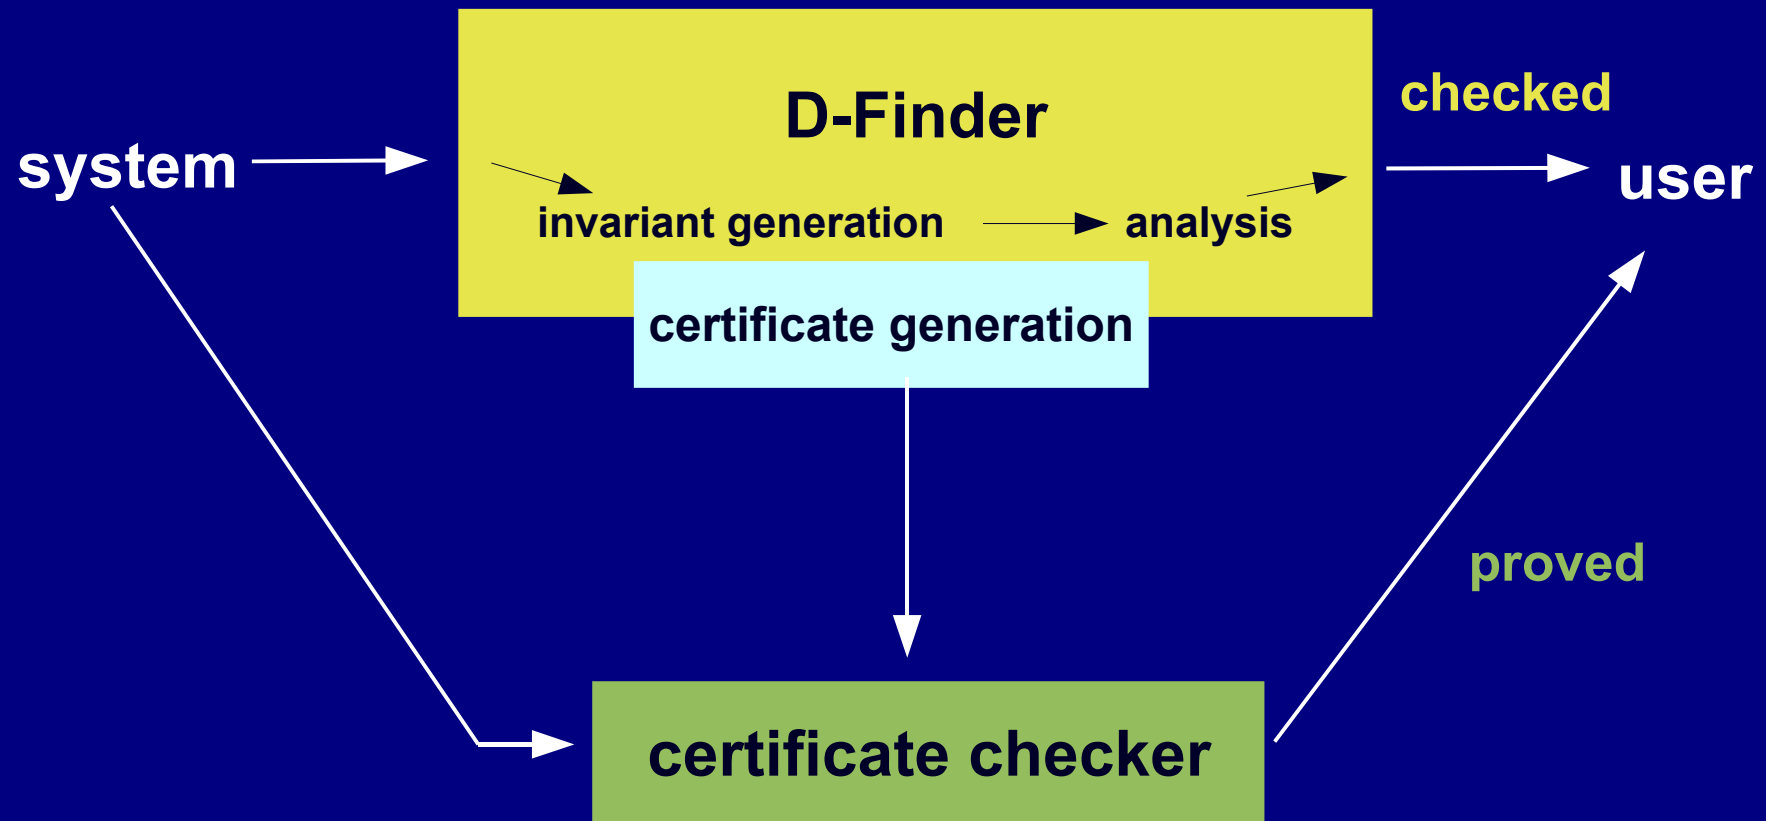 D-Finder
checked
system
user
invariant generation
analysis
certificate generation
proved
certificate checker